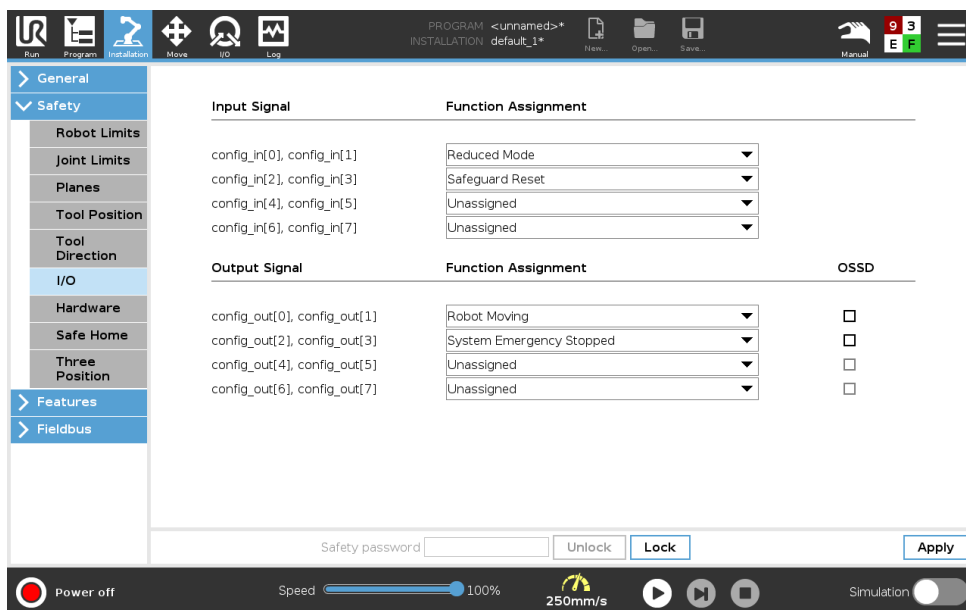 PROGRAM <unnamed>*
INSTALLATION default_1*
UR
Run
Program
Installation
Move
I/O
Log
New...
Open...
Save...
Manual
9 3
E F
General
Safety
Robot Limits
Joint Limits
Planes
Tool Position
Tool
Direction
I/O
Hardware
Safe Home
Three
Position
Features
Fieldbus
Input Signal Function Assignment
config_in[0], config_in[1] Reduced Mode
config_in[2], config_in[3] Safeguard Reset
config_in[4], config_in[5] Unassigned
config_in[6], config_in[7] Unassigned
Output Signal Function Assignment OSSD
config_out[0], config_out[1] Robot Moving
config_out[2], config_out[3] System Emergency Stopped
config_out[4], config_out[5] Unassigned
config_out[6], config_out[7] Unassigned
Safety password Unlock Lock Apply
Power off Speed 100% 250mm/s Simulation